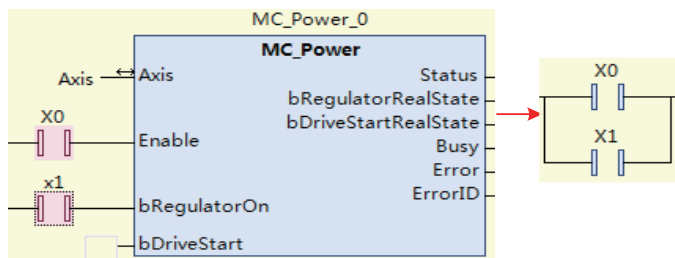 MC_Power_0
MC_Power
Axis
Axis
Status
bRegulatorRealState
bDriveStartRealState
Busy
Error
ErrorID
X0
Enable
x1
bRegulatorOn
bDriveStart
X0
X1